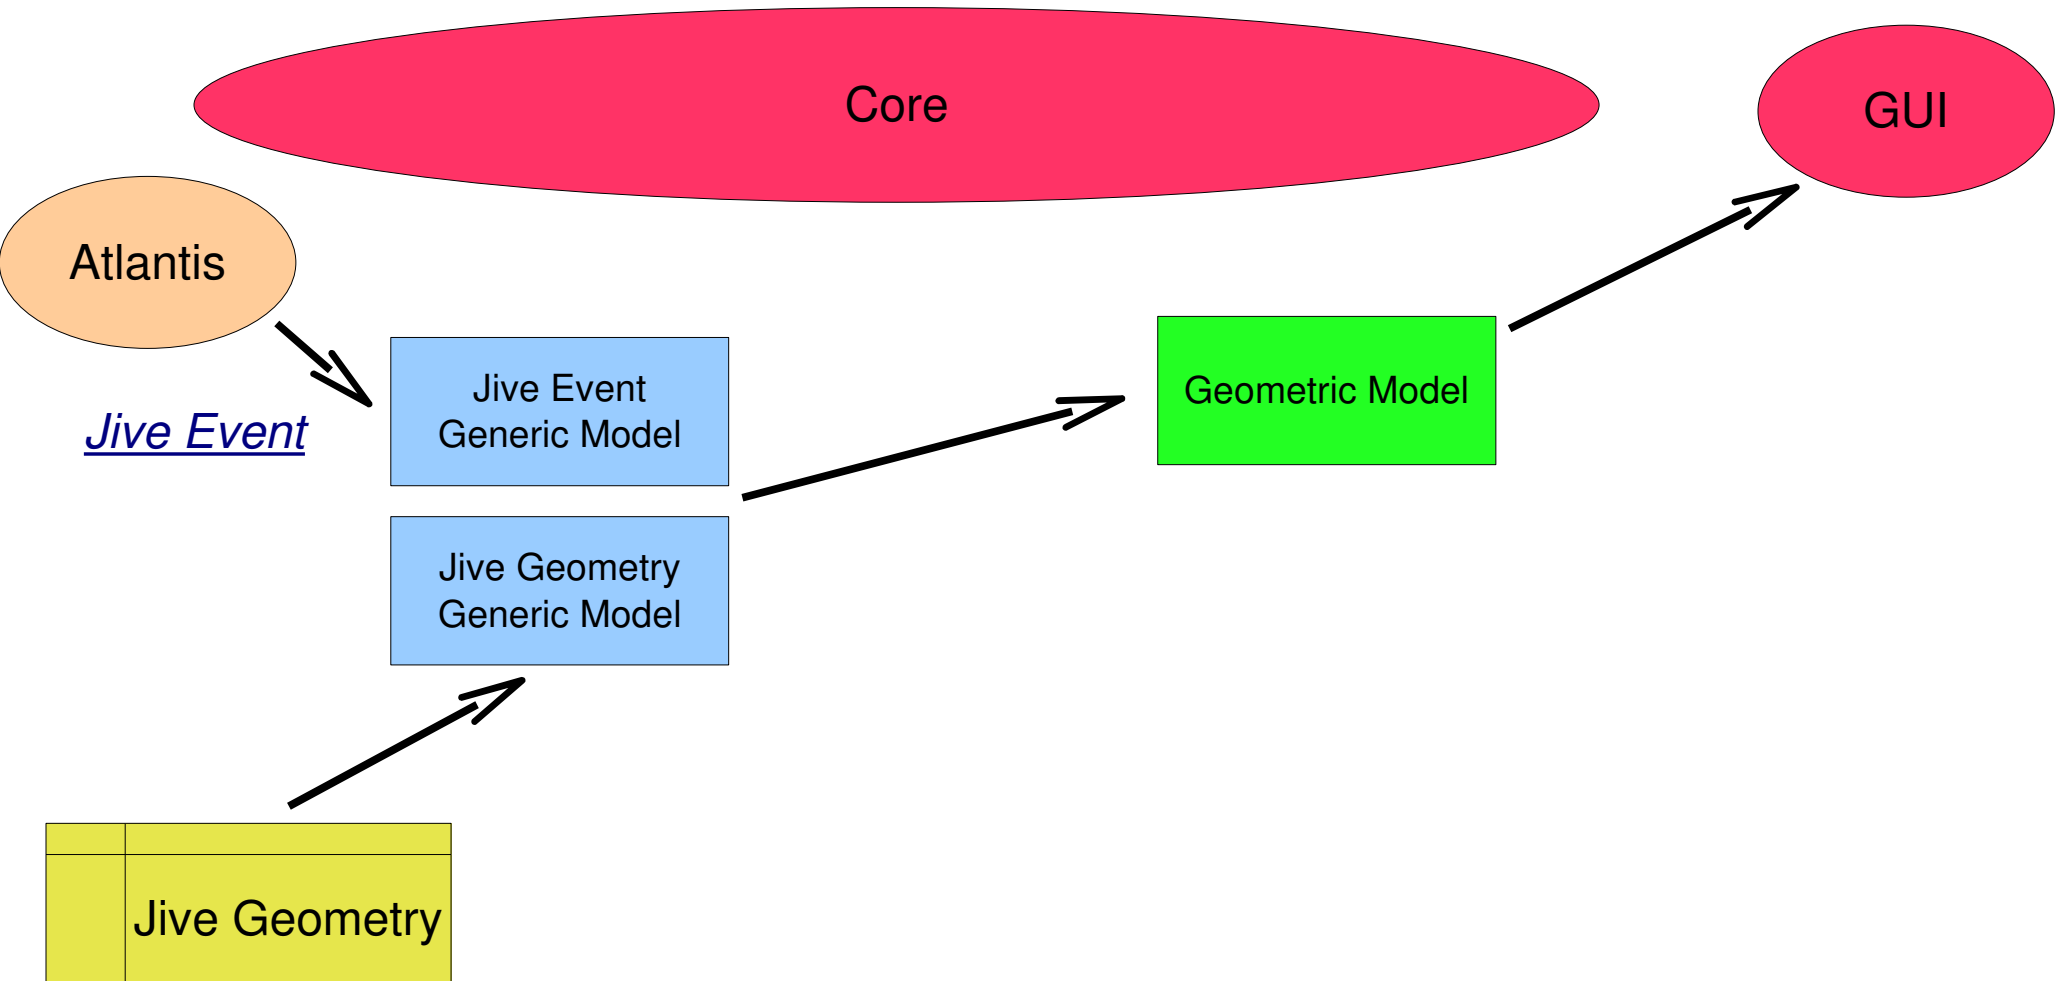 Core
GUI
Atlantis
Jive Event
Generic Model
Geometric Model
Jive Event
Jive Geometry
Generic Model
Jive Geometry